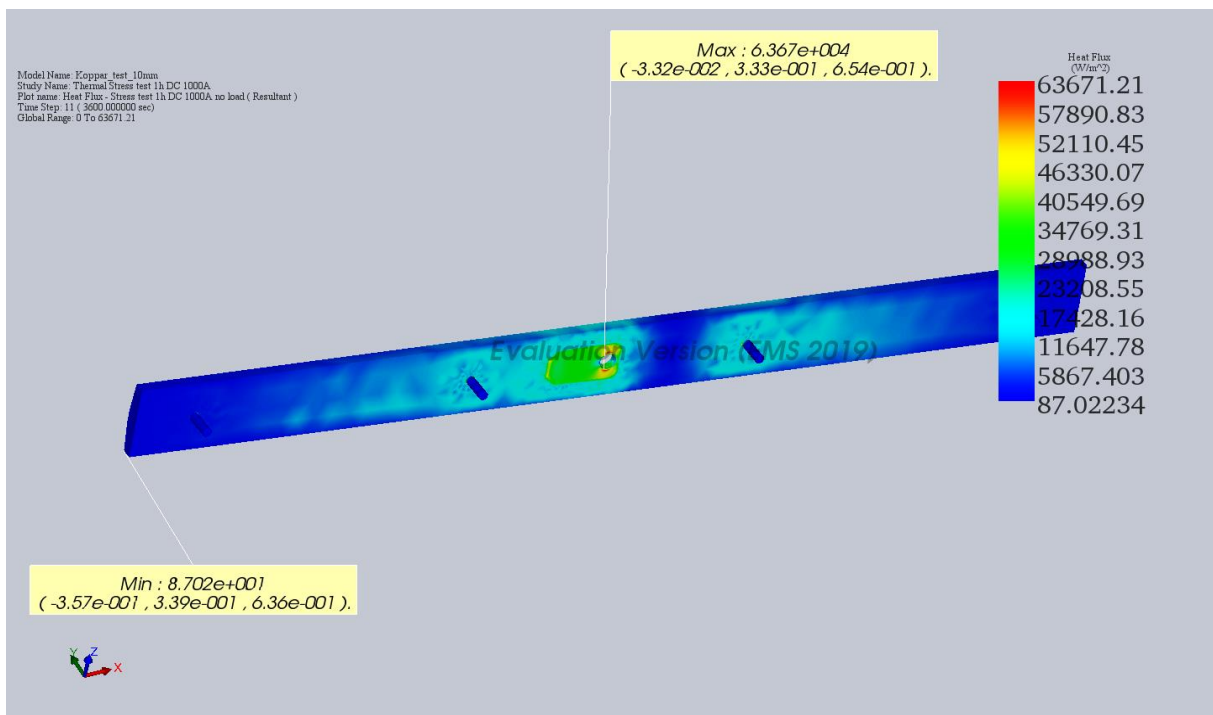 Max : 6.367e+004
( -3.32e-002 , 3.33e-001 , 6.54e-001 ).
Model Name: Koppar_test_10mm
Study Name: Thermal Stress test 1h DC 1000A
Plot name: Heat Flux - Stress test 1h DC 1000A no load ( Resultant )
Time Step: 11 ( 3600.000000 sec)
Global Range: 0 To 63671.21
Heat Flux
(W/m^2)
63671.21
57890.83
52110.45
46330.07
40549.69
34769.31
28988.93
23208.55
17428.16
11647.78
5867.403
87.02234
Evaluation Version (EMS 2019)
Min : 8.702e+001
( -3.57e-001 , 3.39e-001 , 6.36e-001 ).
Y Z
X